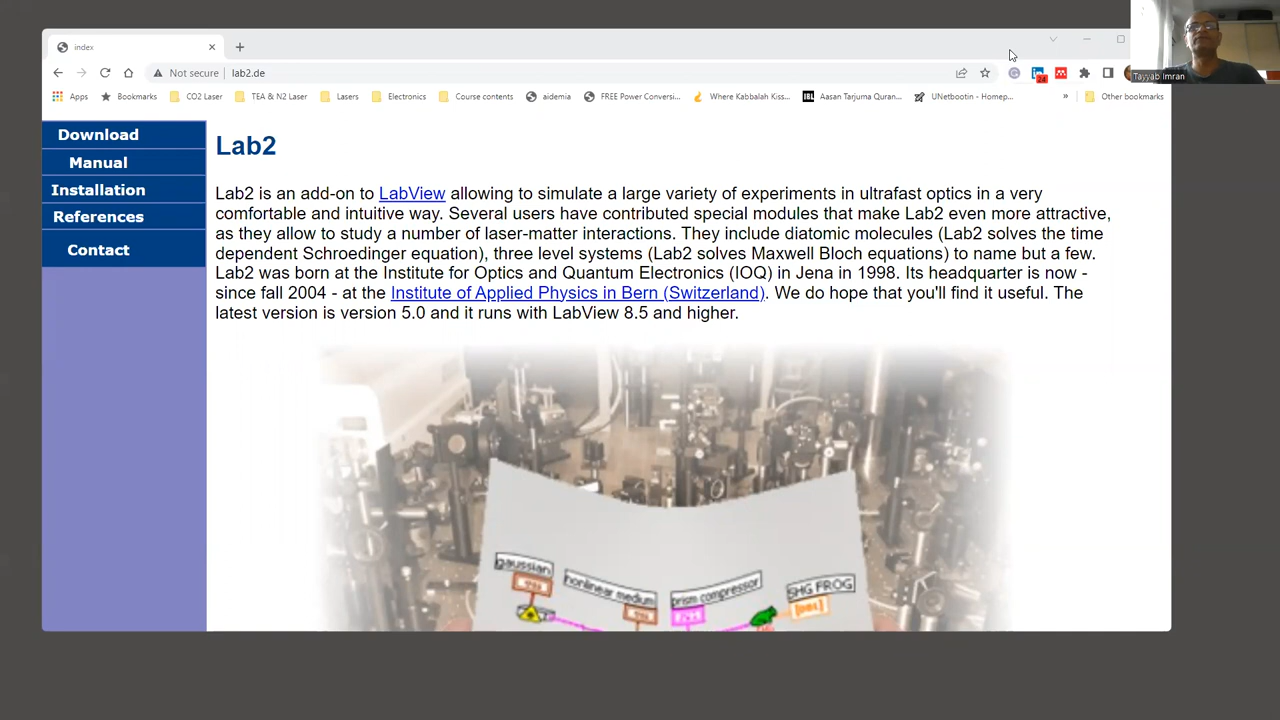 index
Not secure
lab2.de
Tayyab Imran
24
Apps
Bookmarks
CO2 Laser
TEA & N2 Laser
Lasers
Electronics
Course contents
aidemia
FREE Power Conversi...
Where Kabbalah Kiss...
IBL
Aasan Tarjuma Quran...
UNetbootin - Homep...
»
Other bookmarks
Download
Manual
Installation
References
Contact
Lab2
Lab2 is an add-on to LabView allowing to simulate a large variety of experiments in ultrafast optics in a very
comfortable and intuitive way. Several users have contributed special modules that make Lab2 even more attractive,
as they allow to study a number of laser-matter interactions. They include diatomic molecules (Lab2 solves the time
dependent Schroedinger equation), three level systems (Lab2 solves Maxwell Bloch equations) to name but a few.
Lab2 was born at the Institute for Optics and Quantum Electronics (IOQ) in Jena in 1998. Its headquarter is now -
since fall 2004 - at the Institute of Applied Physics in Bern (Switzerland). We do hope that you'll find it useful. The
latest version is version 5.0 and it runs with LabView 8.5 and higher.
gaussian
nonlinear medium
prism compressor
SHG FROG
[DBL]